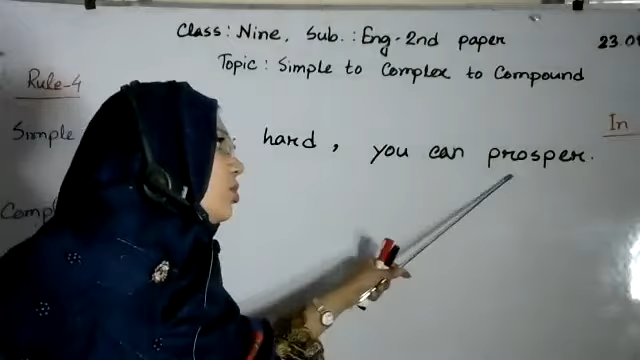 Class: Nine, Sub.: Eng-2nd paper
23.0
Topic: Simple to Complex to Compound
Rule-4
In
Simple
hard, you can prosper.
Comp